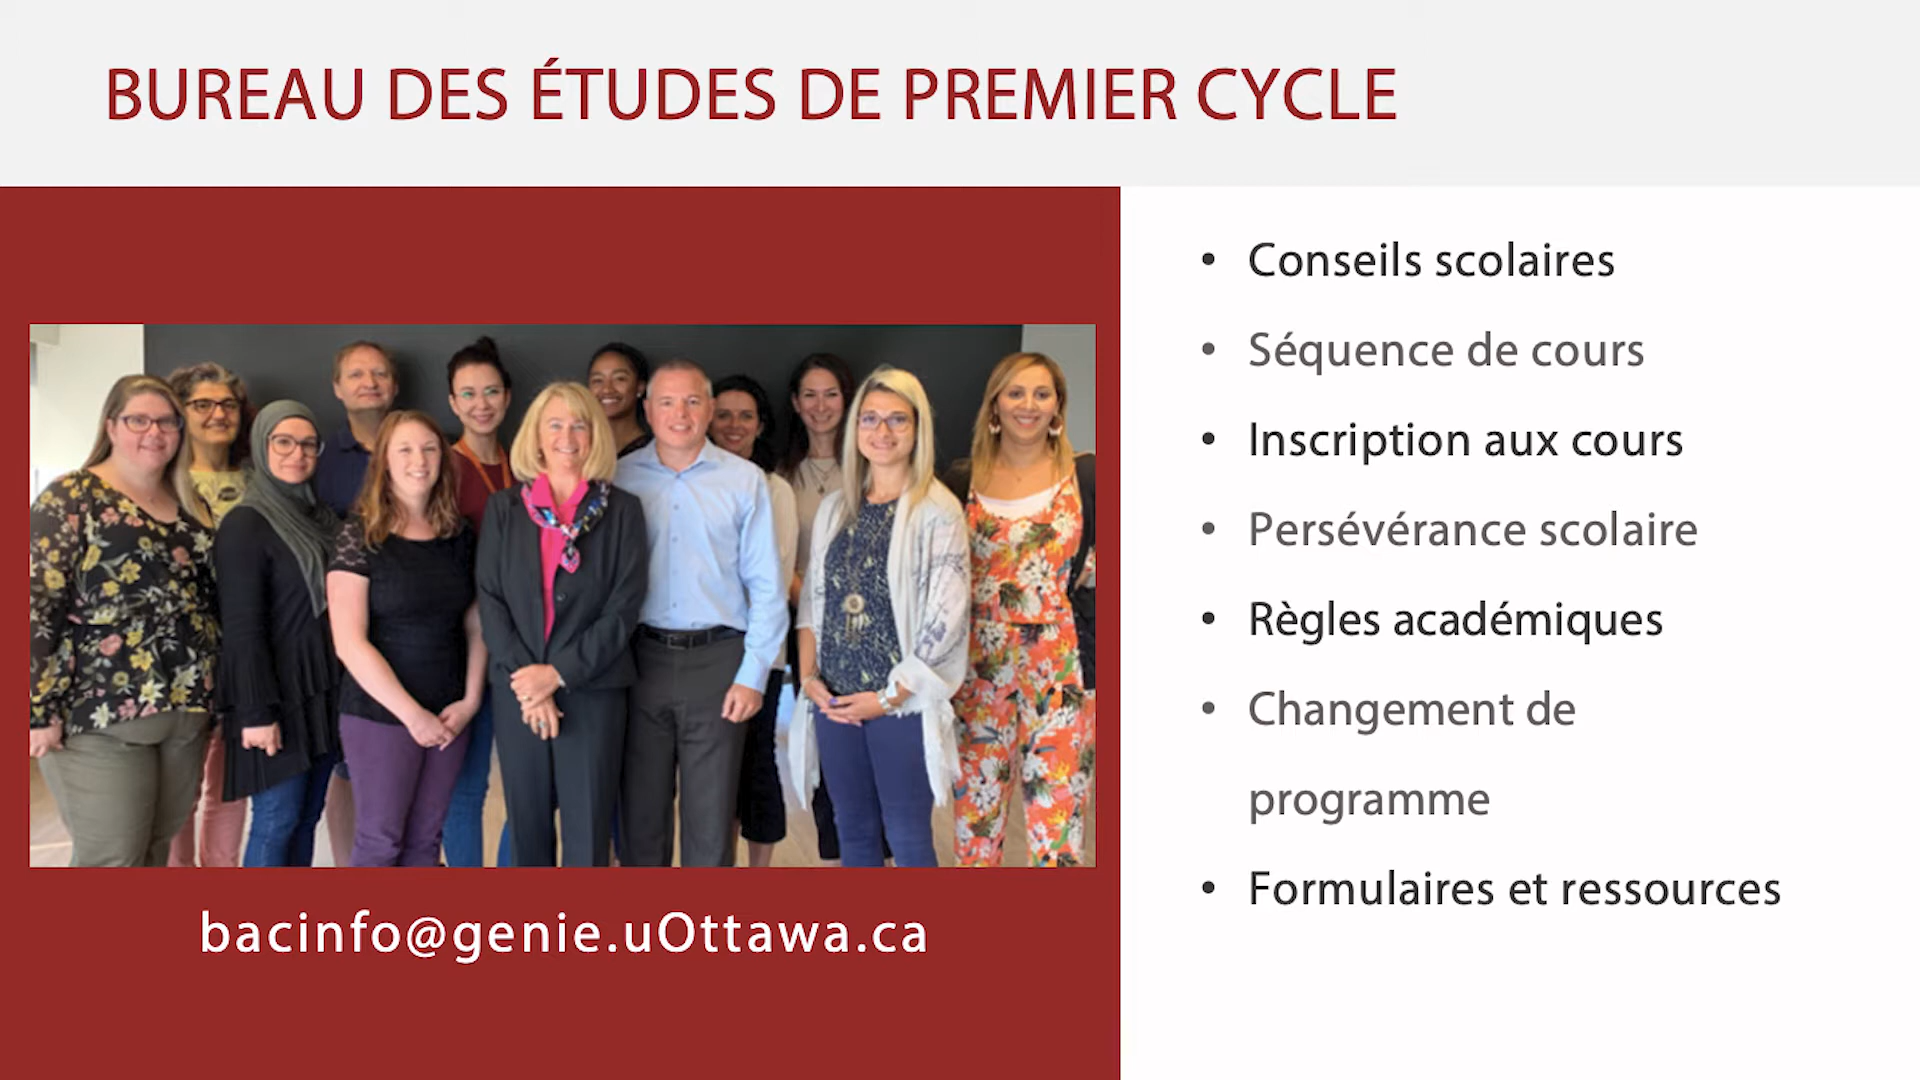 BUREAU DES ÉTUDES DE PREMIER CYCLE
bacinfo@genie.uOttawa.ca
• Conseils scolaires
• Séquence de cours
• Inscription aux cours
• Persévérance scolaire
• Règles académiques
• Changement de
programme
• Formulaires et ressources